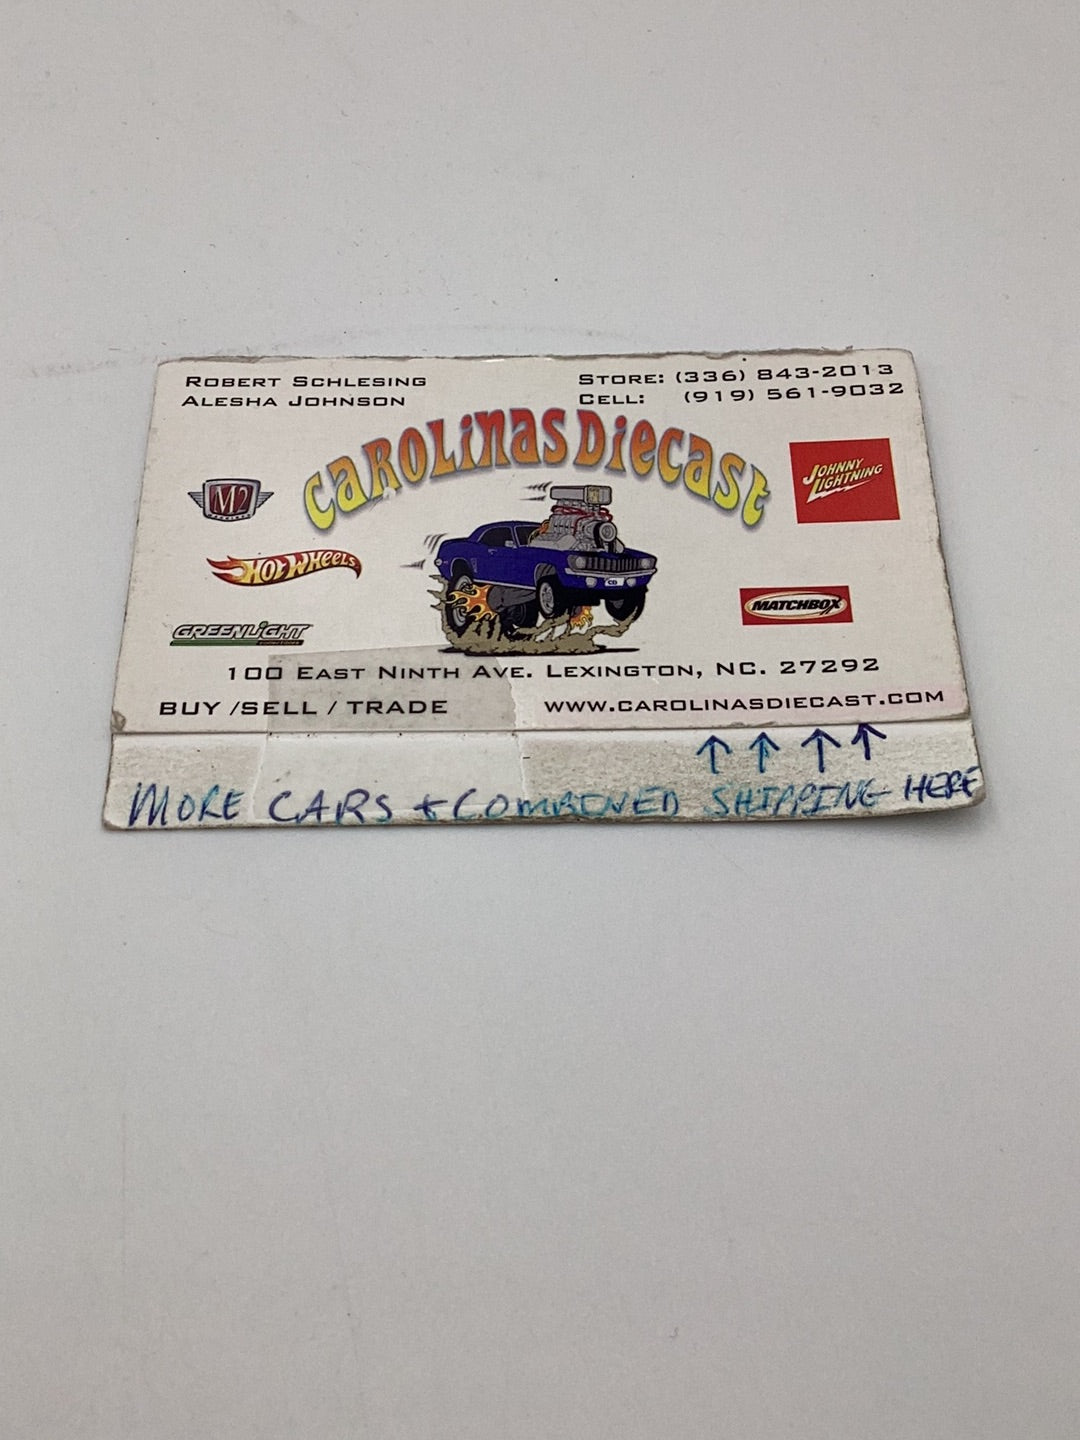 Robert Schlesing
Alesha Johnson
Store: (336) 843-2013
Cell: (919) 561-9032
Carolinas Diecast
M2
Johnny Lightning
Hot Wheels
Matchbox
GreenLight
CD
100 East Ninth Ave. Lexington, NC. 27292
BUY /SELL / TRADE
www.carolinasdiecast.com
↑ ↑ ↑ ↑
MORE CARS & COMBINED SHIPPING HERE